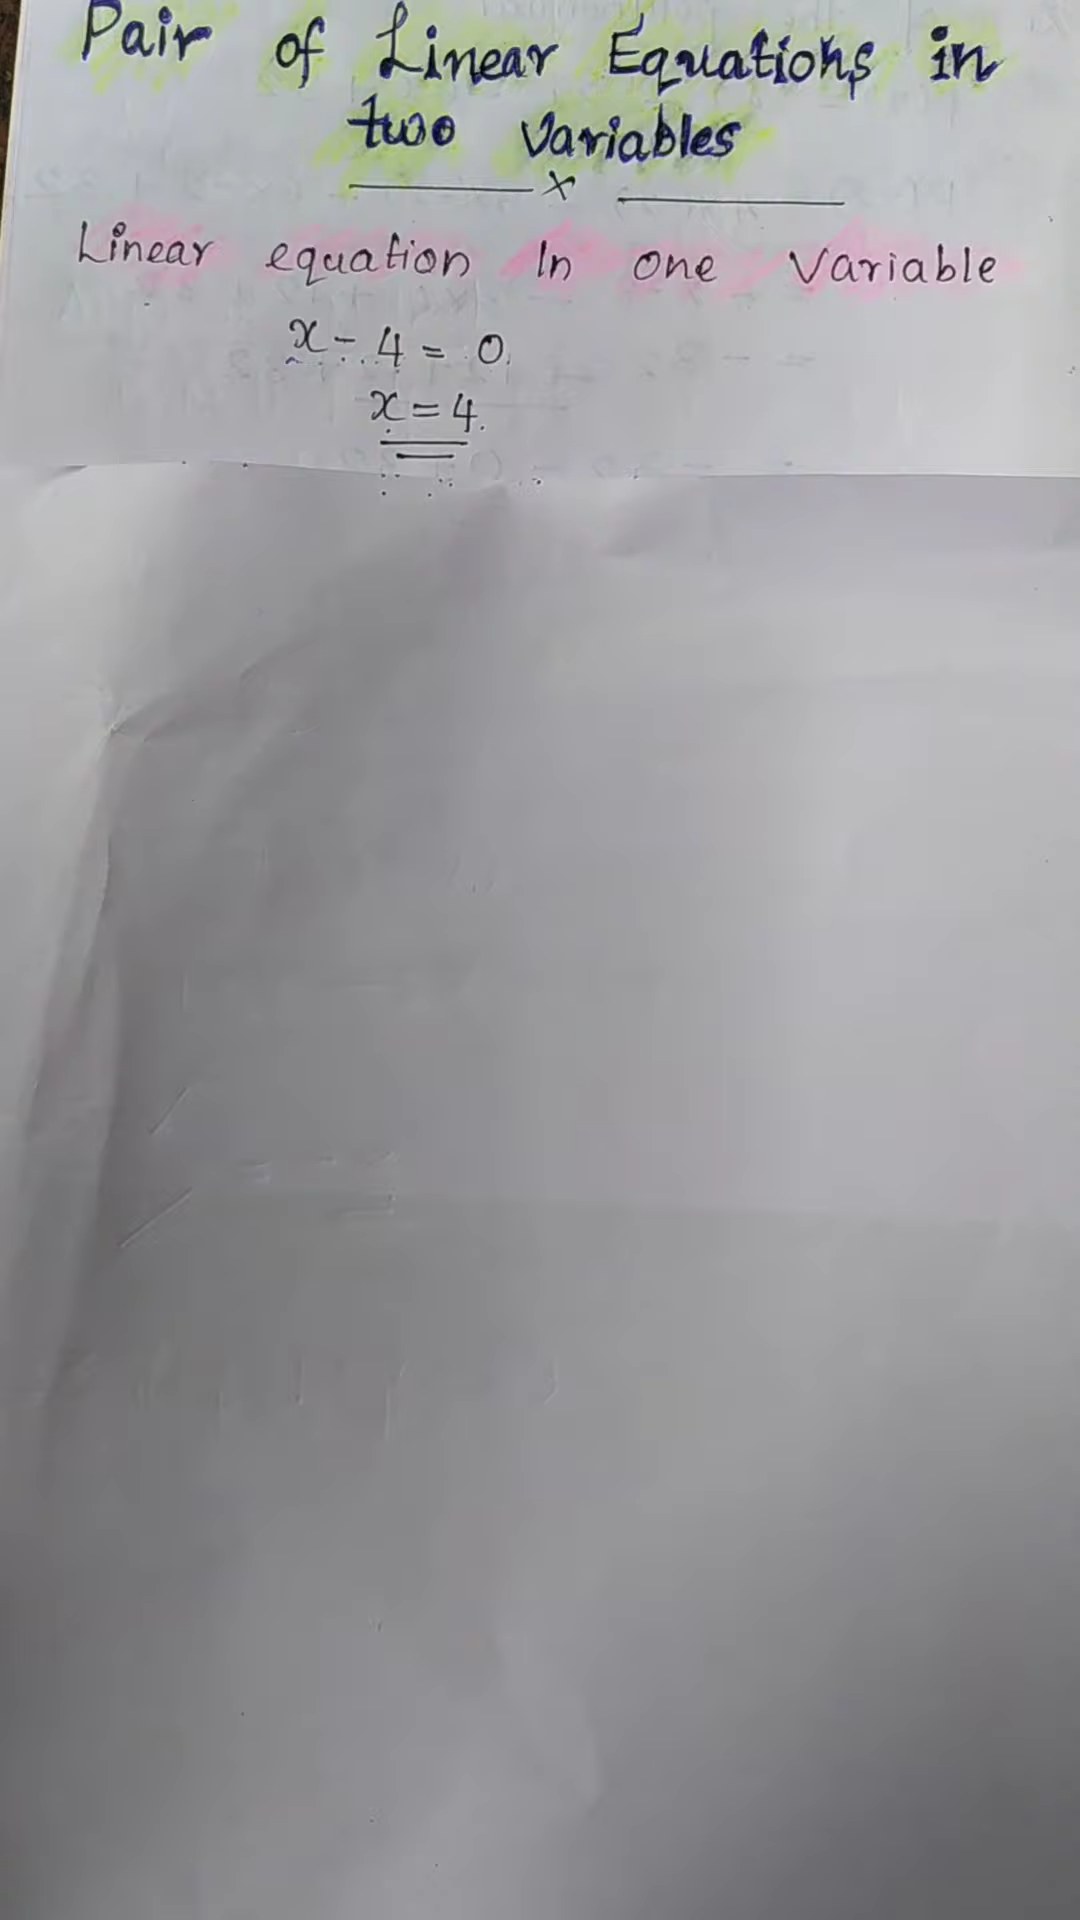 Pair of Linear Equations in
two Variables
x
Linear equation In one Variable
x - 4 = 0
x = 4.